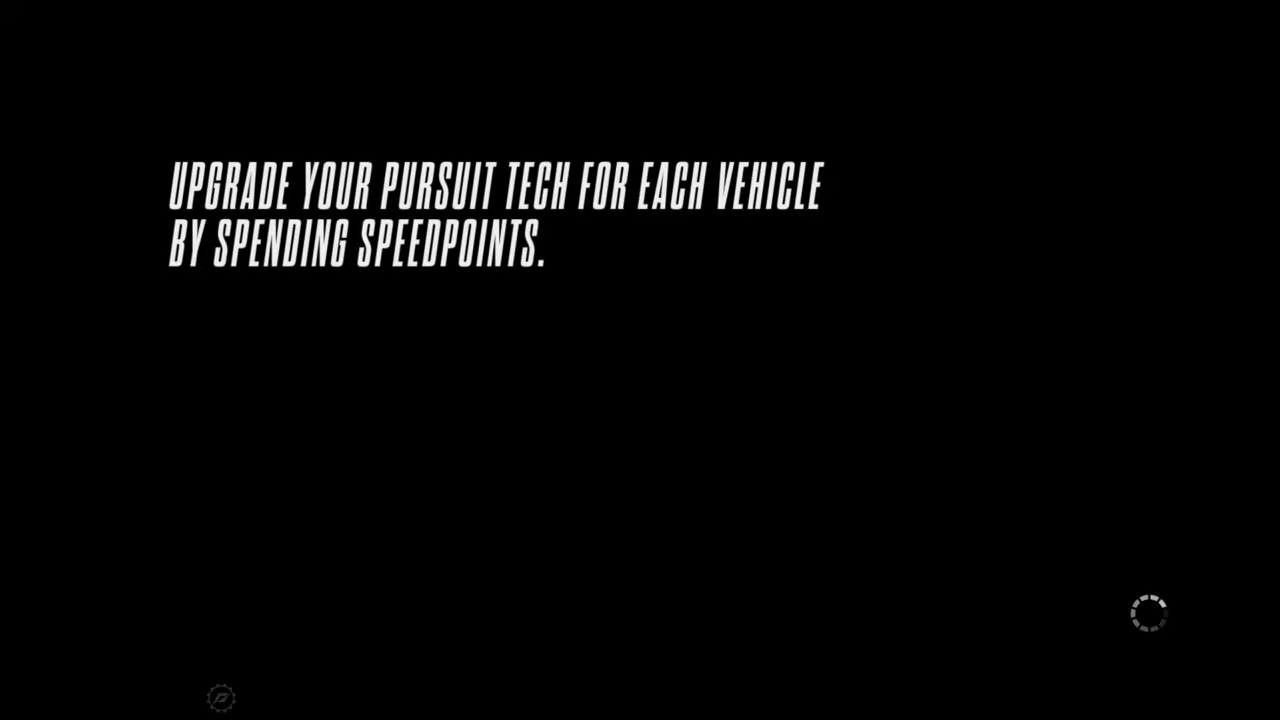 UPGRADE YOUR PURSUIT TECH FOR EACH VEHICLE
BY SPENDING SPEEDPOINTS.